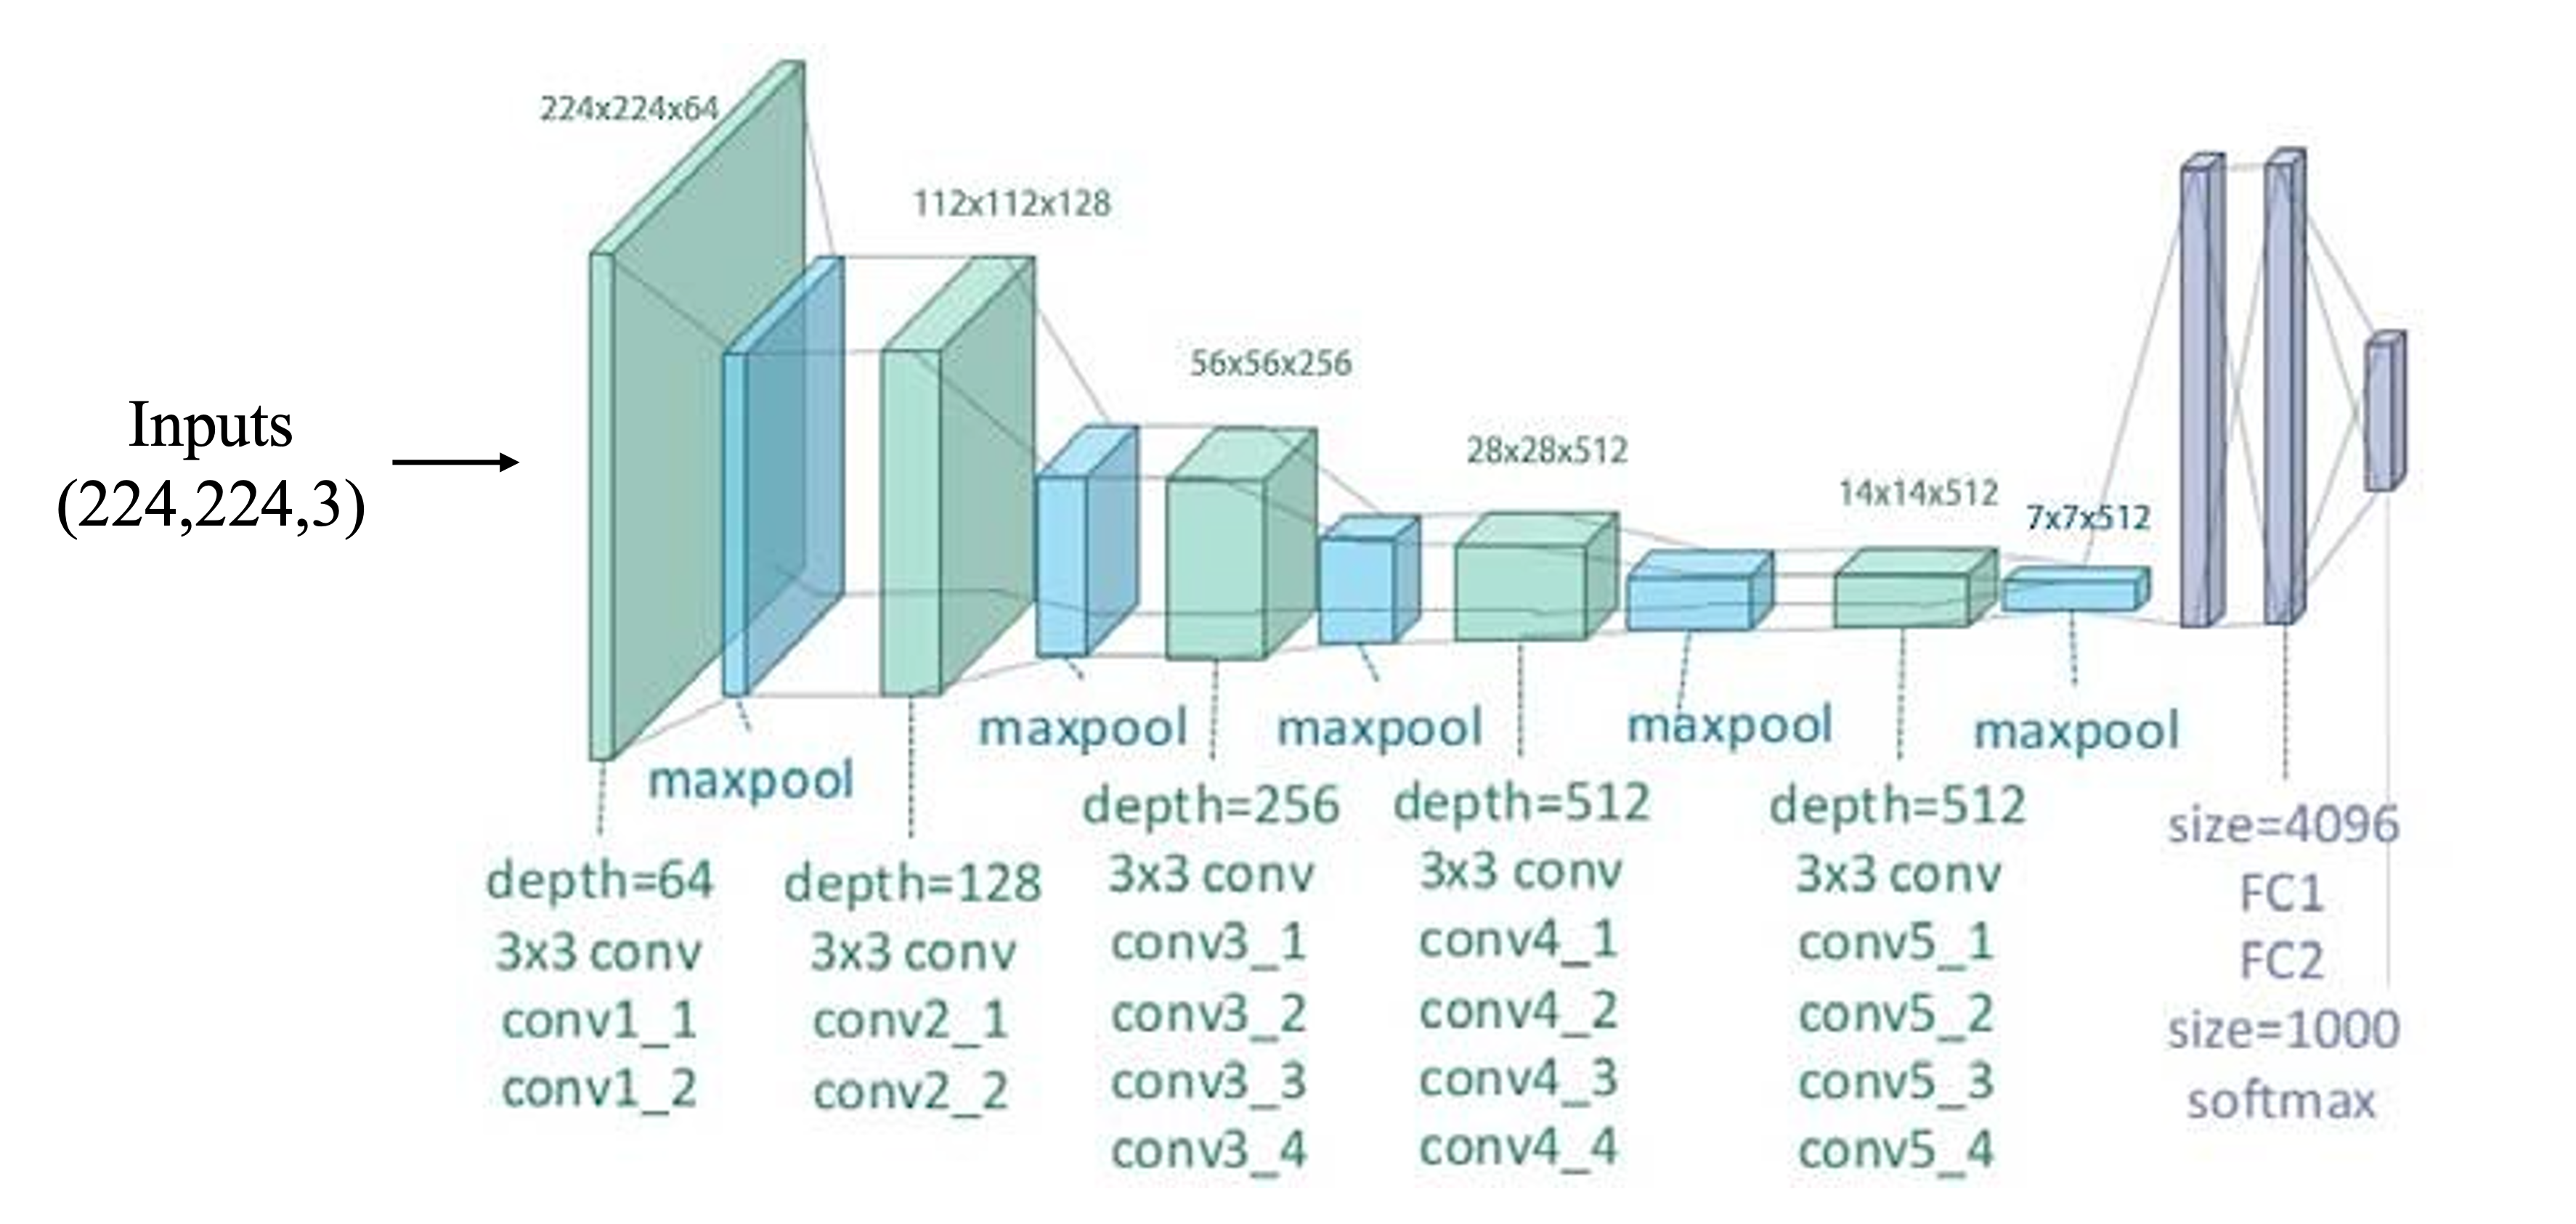 Inputs
(224,224,3)
224x224x64
112x112x128
56x56x256
28x28x512
14x14x512
7x7x512
maxpool
maxpool
maxpool
maxpool
maxpool
depth=64
3x3 conv
conv1_1
conv1_2
depth=128
3x3 conv
conv2_1
conv2_2
depth=256
3x3 conv
conv3_1
conv3_2
conv3_3
conv3_4
depth=512
3x3 conv
conv4_1
conv4_2
conv4_3
conv4_4
depth=512
3x3 conv
conv5_1
conv5_2
conv5_3
conv5_4
size=4096
FC1
FC2
size=1000
softmax